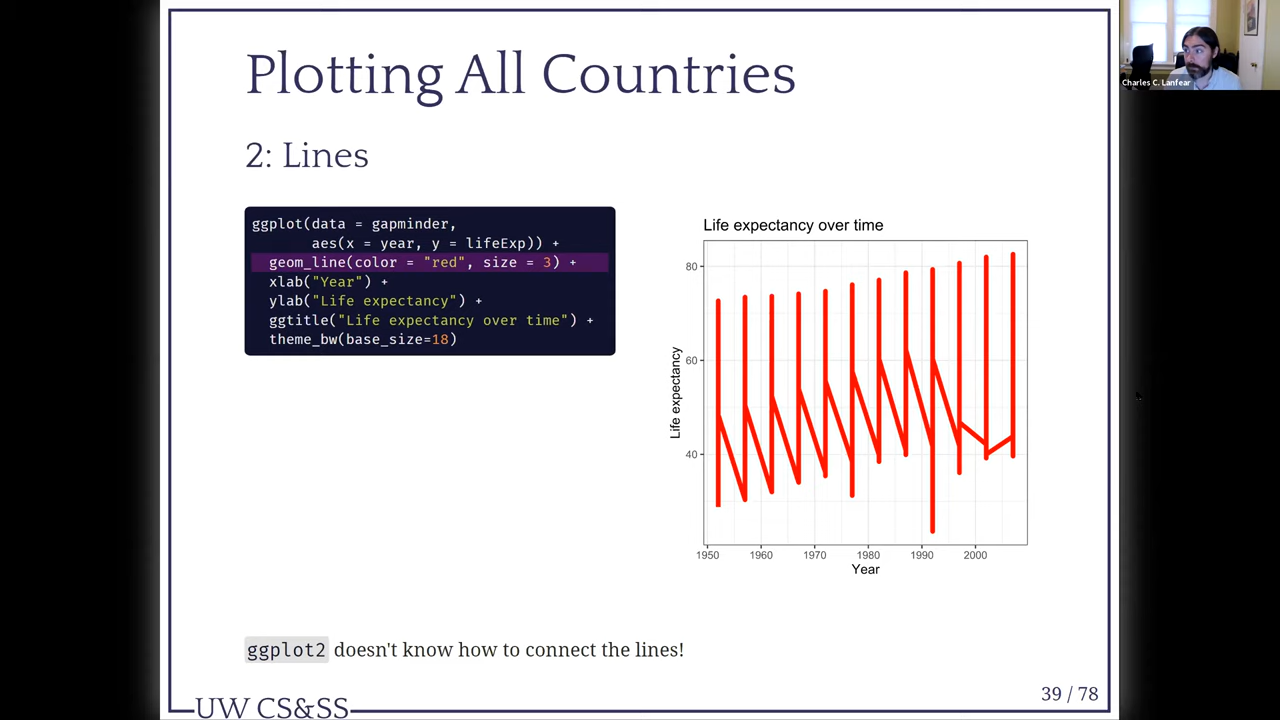 Plotting All Countries
Charles C. Lanfear
2: Lines
ggplot(data = gapminder,
aes(x = year, y = lifeExp)) +
geom_line(color = "red", size = 3) +
xlab("Year") +
ylab("Life expectancy") +
ggtitle("Life expectancy over time") +
theme_bw(base_size=18)
Life expectancy over time
Life expectancy
80
60
40
1950 1960 1970 1980 1990 2000
Year
ggplot2 doesn't know how to connect the lines!
39 / 78
UW CS&SS